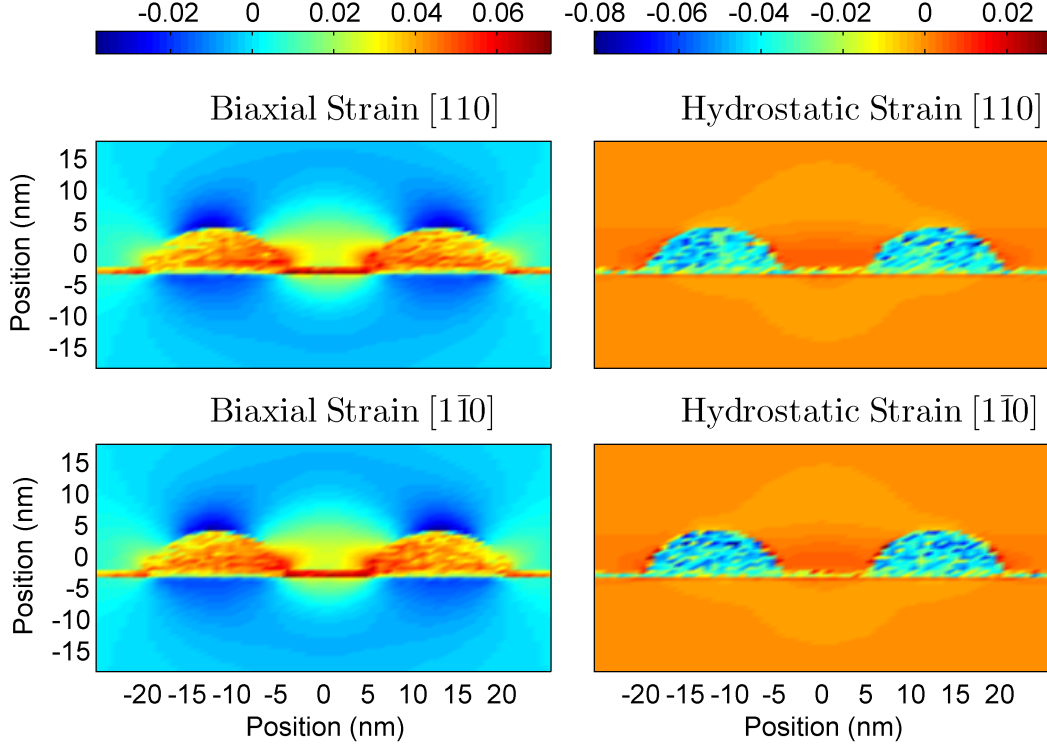 -0.02 0 0.02 0.04 0.06 -0.08 -0.06 -0.04 -0.02 0 0.02
Biaxial Strain [110] Hydrostatic Strain [110]
Position (nm)
15
10
5
0
-5
-10
-15
Biaxial Strain [11̄0] Hydrostatic Strain [11̄0]
Position (nm)
15
10
5
0
-5
-10
-15
-20 -15 -10 -5 0 5 10 15 20 -20 -15 -10 -5 0 5 10 15 20
Position (nm) Position (nm)